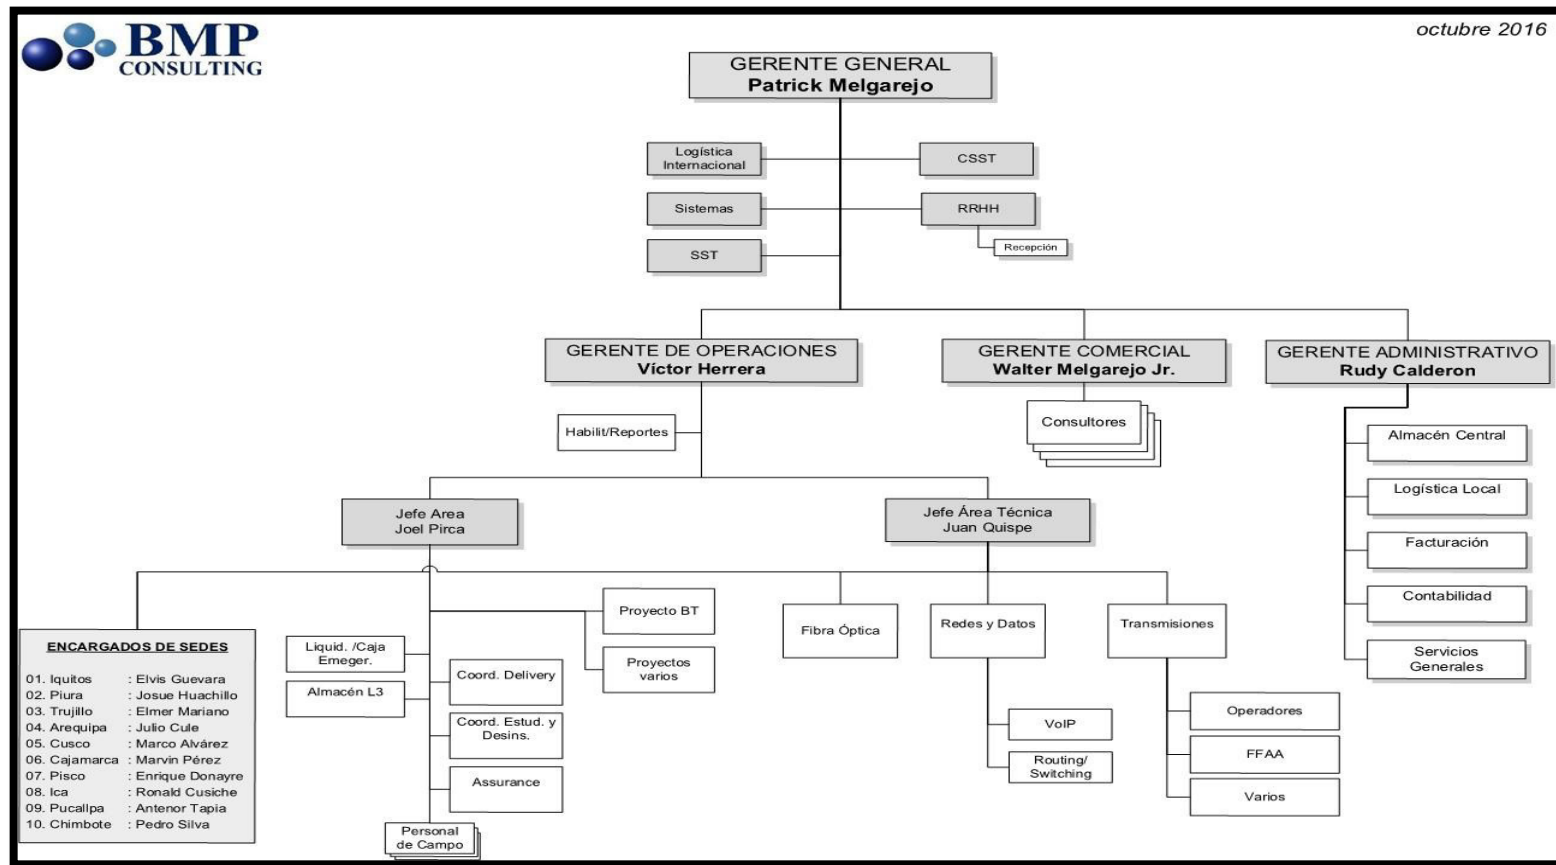 BMP
CONSULTING
octubre 2016
GERENTE GENERAL
Patrick Melgarejo
Logística
Internacional
CSST
Sistemas
RRHH
Recepción
SST
GERENTE DE OPERACIONES
Víctor Herrera
GERENTE COMERCIAL
Walter Melgarejo Jr.
GERENTE ADMINISTRATIVO
Rudy Calderon
Habilit/Reportes
Consultores
Almacén Central
Logística Local
Facturación
Contabilidad
Servicios
Generales
Jefe Area
Joel Pirca
Jefe Área Técnica
Juan Quispe
ENCARGADOS DE SEDES
01. Iquitos : Elvis Guevara
02. Piura : Josue Huachillo
03. Trujillo : Elmer Mariano
04. Arequipa : Julio Cule
05. Cusco : Marco Alvárez
06. Cajamarca : Marvin Pérez
07. Pisco : Enrique Donayre
08. Ica : Ronald Cusiche
09. Pucallpa : Antenor Tapia
10. Chimbote : Pedro Silva
Liquid. /Caja
Emeger.
Almacén L3
Proyecto BT
Proyectos
varios
Coord. Delivery
Coord. Estud. y
Desins.
Assurance
Personal
de Campo
Fibra Óptica
Redes y Datos
Transmisiones
VoIP
Routing/
Switching
Operadores
FFAA
Varios